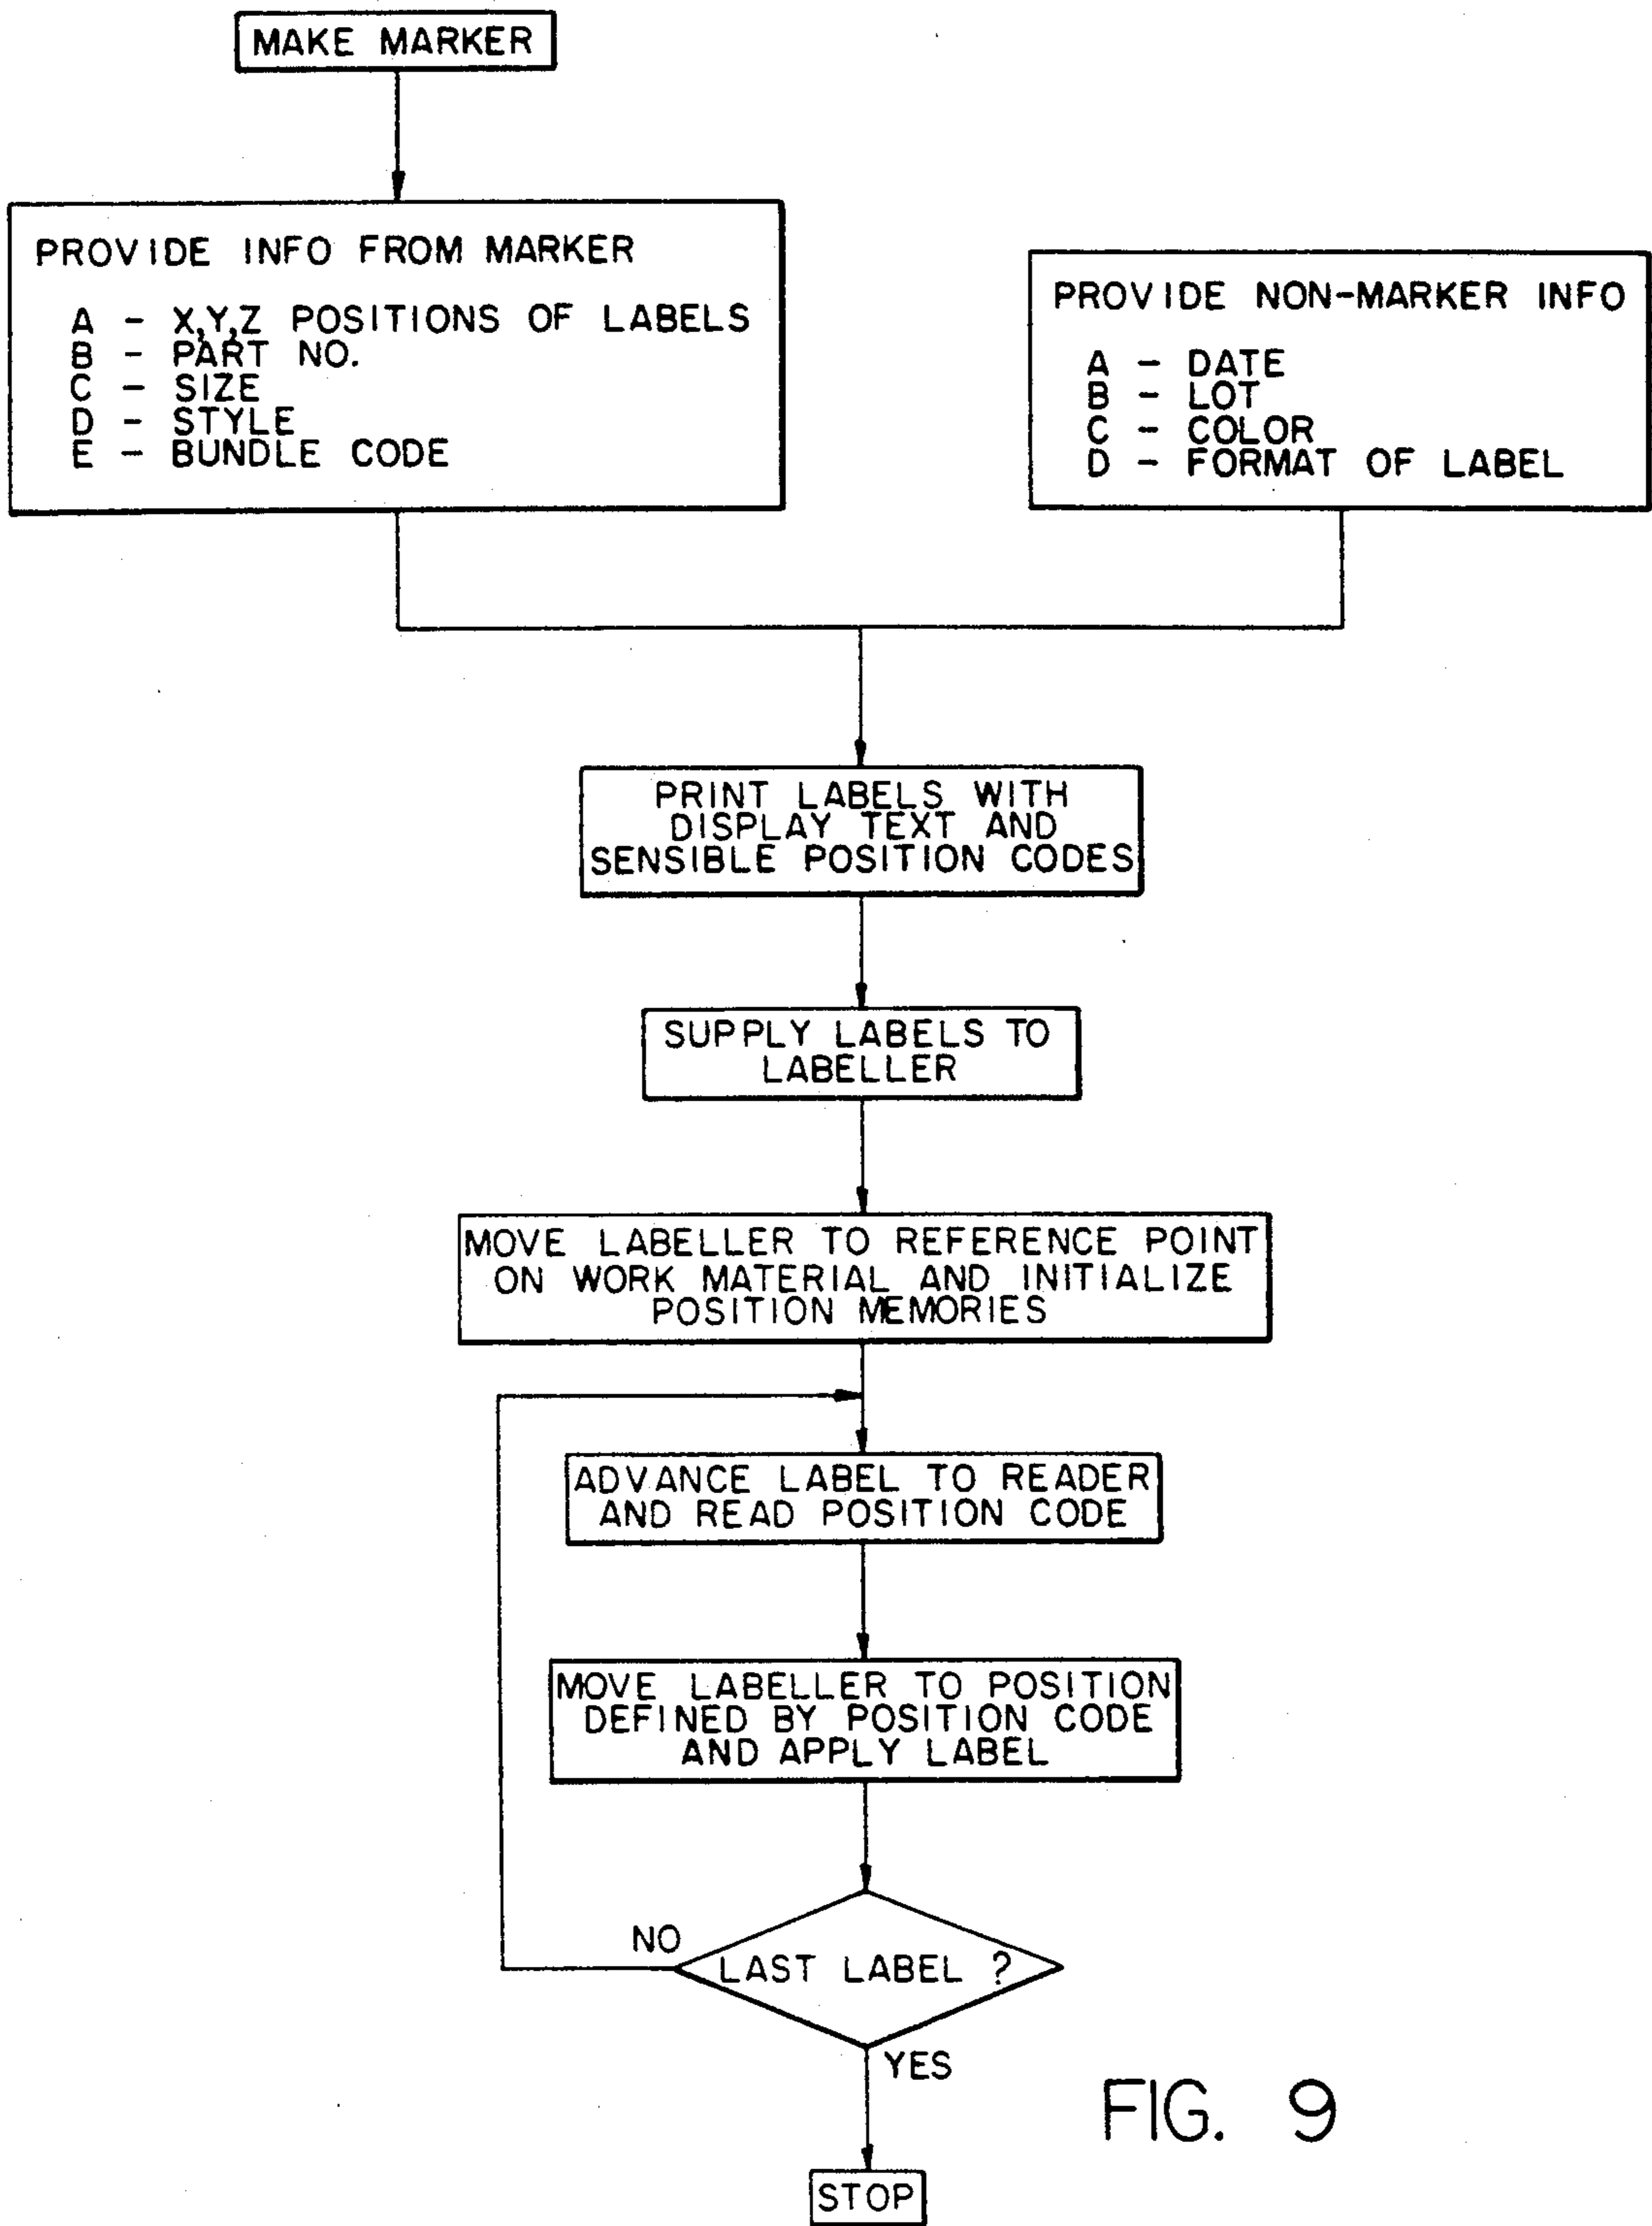 MAKE MARKER
PROVIDE INFO FROM MARKER
A - X,Y,Z POSITIONS OF LABELS
B - PART NO.
C - SIZE
D - STYLE
E - BUNDLE CODE
PROVIDE NON-MARKER INFO
A - DATE
B - LOT
C - COLOR
D - FORMAT OF LABEL
PRINT LABELS WITH
DISPLAY TEXT AND
SENSIBLE POSITION CODES
SUPPLY LABELS TO
LABELLER
MOVE LABELLER TO REFERENCE POINT
ON WORK MATERIAL AND INITIALIZE
POSITION MEMORIES
ADVANCE LABEL TO READER
AND READ POSITION CODE
MOVE LABELLER TO POSITION
DEFINED BY POSITION CODE
AND APPLY LABEL
NO
LAST LABEL ?
YES
STOP
FIG. 9